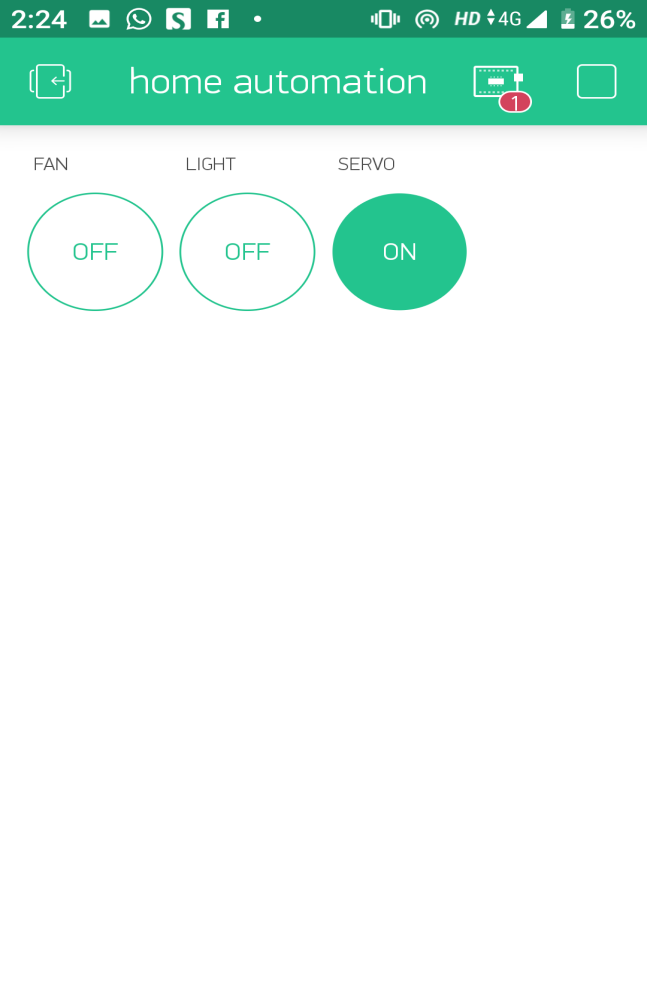 2:24 HD 4G 26%
home automation
1
FAN LIGHT SERVO
OFF OFF ON